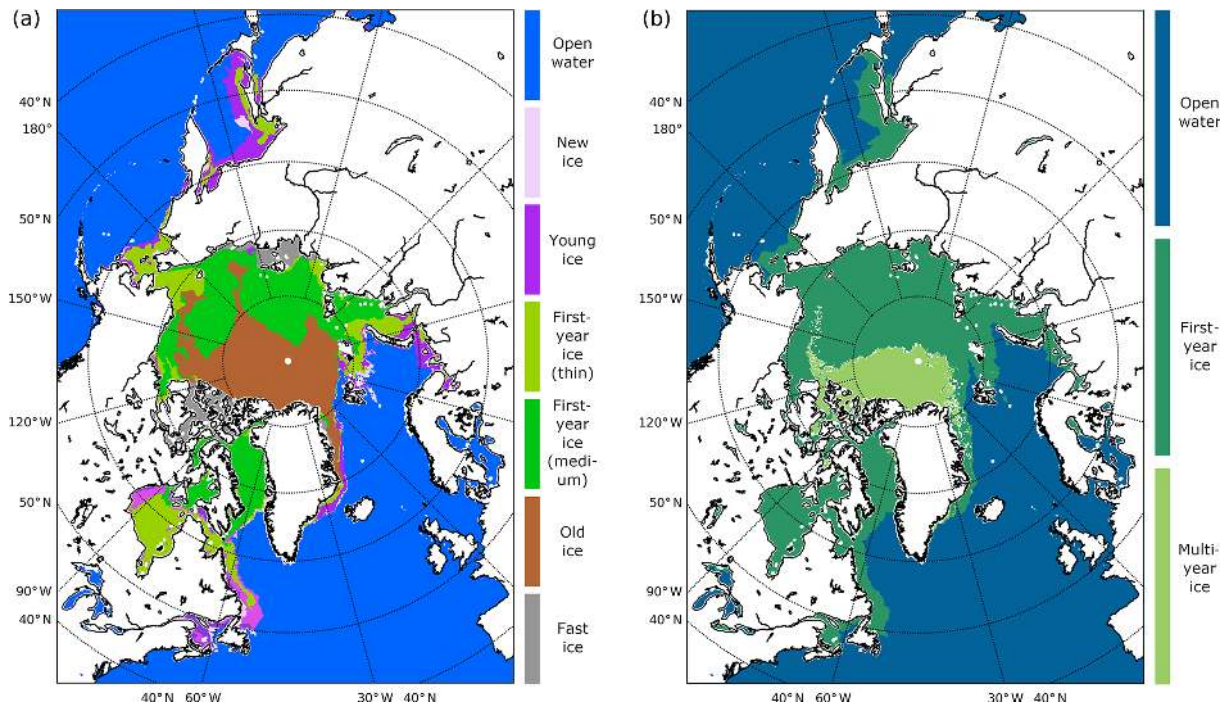 (a)
40°N
180°
50°N
150°W
120°W
50°N
90°W
40°N
40°N 60°W
30°W 40°N
Open
water
New
ice
Young
ice
First-
year
ice
(thin)
First-
year
ice
(medi-
um)
Old
ice
Fast
ice
(b)
40°N
180°
50°N
150°W
120°W
50°N
90°W
40°N
40°N 60°W
30°W 40°N
Open
water
First-
year
ice
Multi-
year
ice